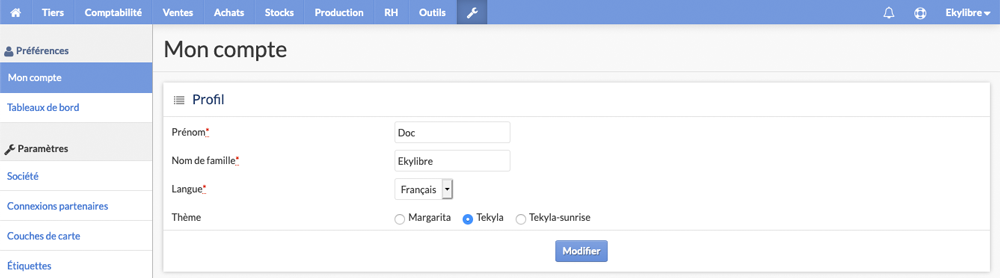 Tiers Comptabilité Ventes Achats Stocks Production RH Outils Ekylibre
Préférences
Mon compte
Tableaux de bord
Paramètres
Société
Connexions partenaires
Couches de carte
Étiquettes
Mon compte
Profil
Prénom* Doc
Nom de famille* Ekylibre
Langue* Français
Thème Margarita Tekyla Tekyla-sunrise
Modifier